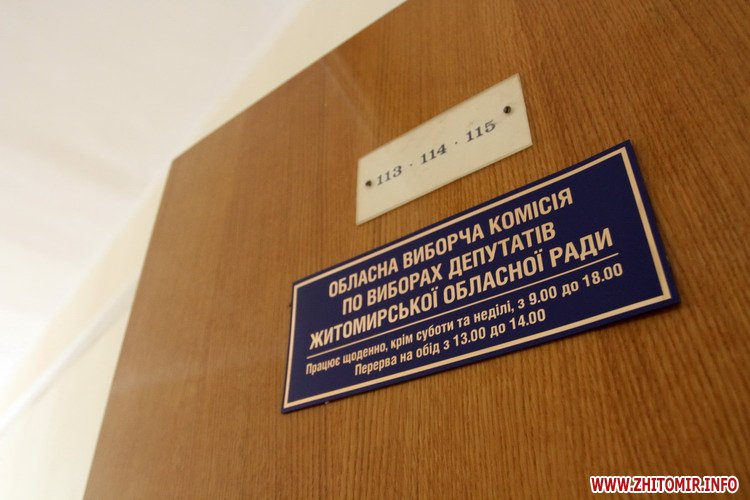 113 · 114 · 115
ОБЛАСНА ВИБОРЧА КОМІСІЯ
ПО ВИБОРАХ ДЕПУТАТІВ
ЖИТОМИРСЬКОЇ ОБЛАСНОЇ РАДИ
Працює щоденно, крім суботи та неділі, з 9.00 до 18.00
Перерва на обід з 13.00 до 14.00
WWW.ZHITOMIR.INFO